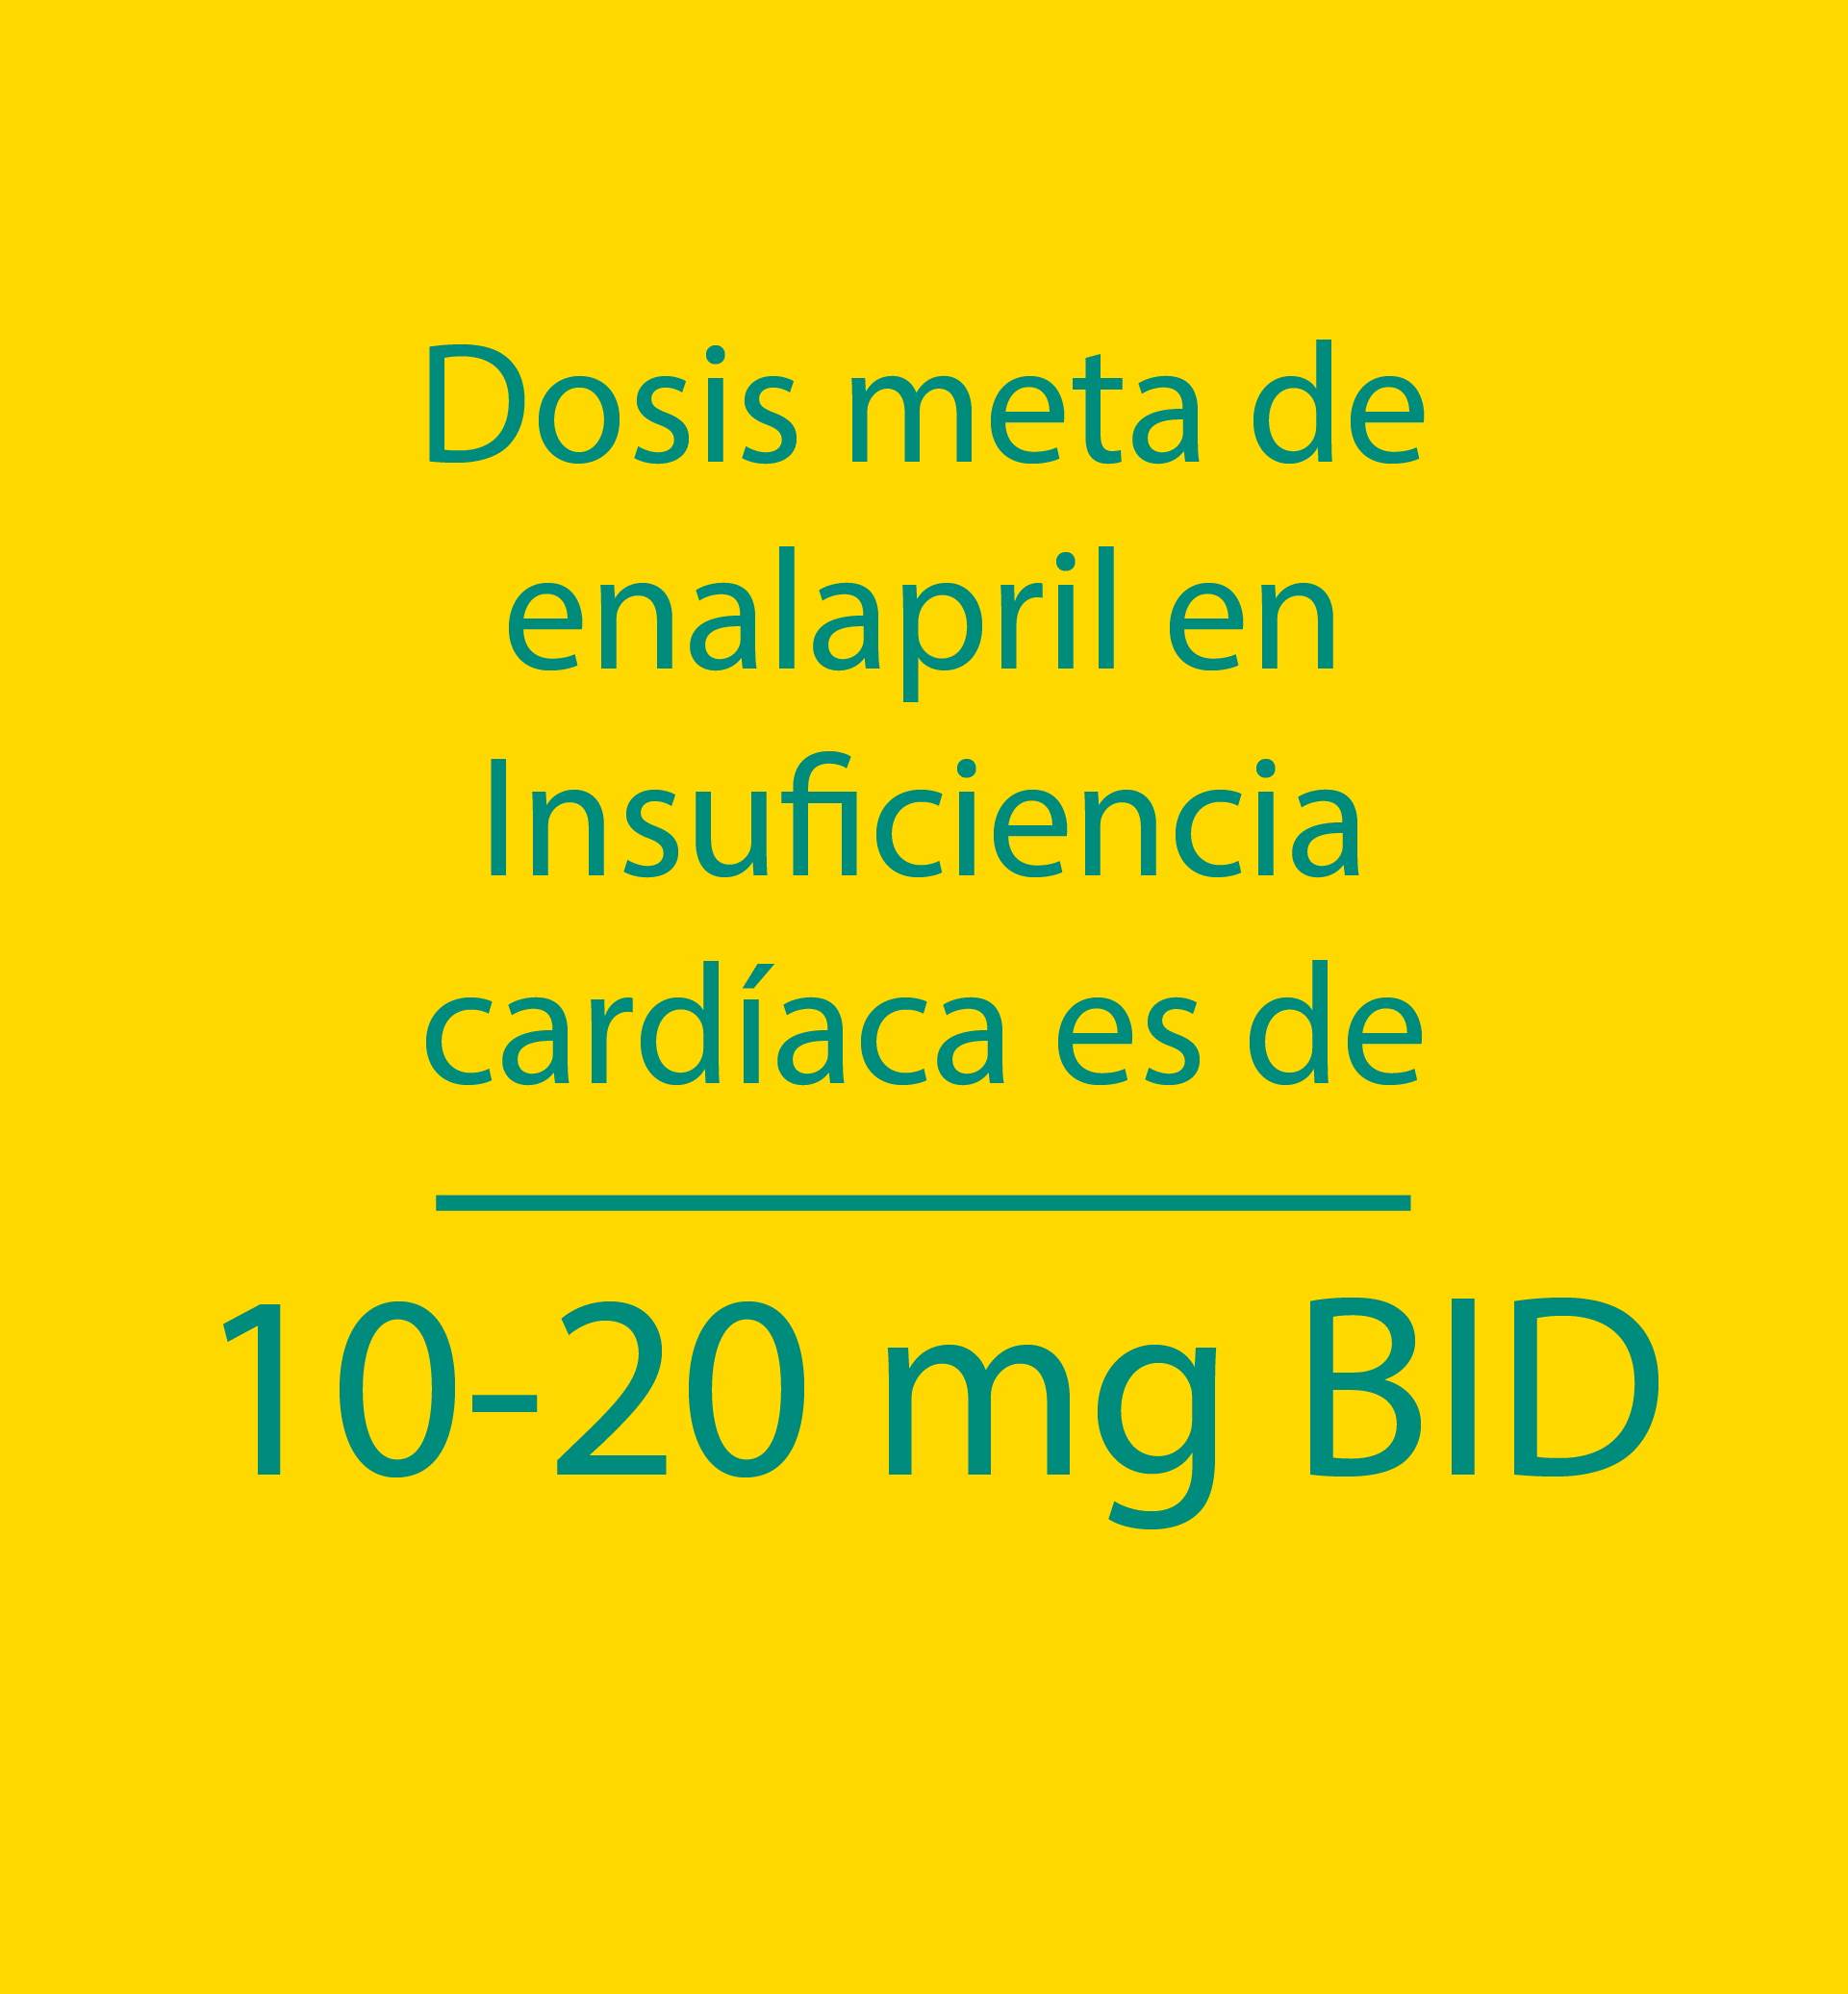 Dosis meta de
enalapril en
Insuficiencia
cardíaca es de
10-20 mg BID